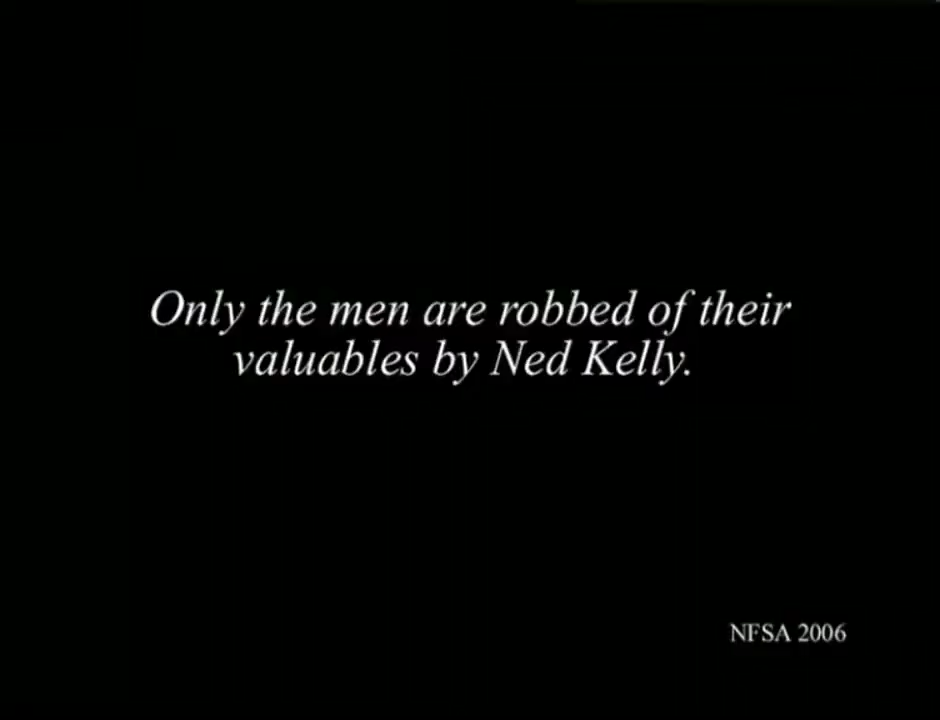 Only the men are robbed of their
valuables by Ned Kelly.
NFSA 2006